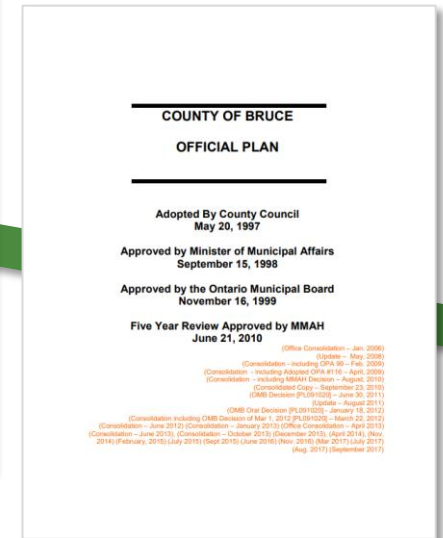 COUNTY OF BRUCE
OFFICIAL PLAN
Adopted By County Council
May 20, 1997
Approved by Minister of Municipal Affairs
September 15, 1998
Approved by the Ontario Municipal Board
November 16, 1999
Five Year Review Approved by MMAH
June 21, 2010
(Office Consolidation – Jan. 2006)
(Update – May, 2008)
(Consolidation - including OPA 99 – Feb. 2009)
(Consolidation - including Adopted OPA #116 – April, 2009)
(Consolidation - including MMAH Decision – August, 2010)
(Consolidated Copy – September 23, 2010)
(OMB Decision [PL091020] – June 30, 2011)
(Update – August 2011)
(OMB Oral Decision [PL091020] - January 18, 2012)
(Consolidation including OMB Decision of Mar 1, 2012 [PL091020] – March 22, 2012)
(Consolidation – June 2012) (Consolidation – January 2013) (Office Consolidation – April 2013)
(Consolidation – June 2013), (Consolidation – October 2013) (December 2013), (April 2014), (Nov.
2014) (February, 2015) (July 2015) (Sept 2015) (June 2016) (Nov. 2016) (Mar 2017) (July 2017)
(Aug. 2017) (September 2017)